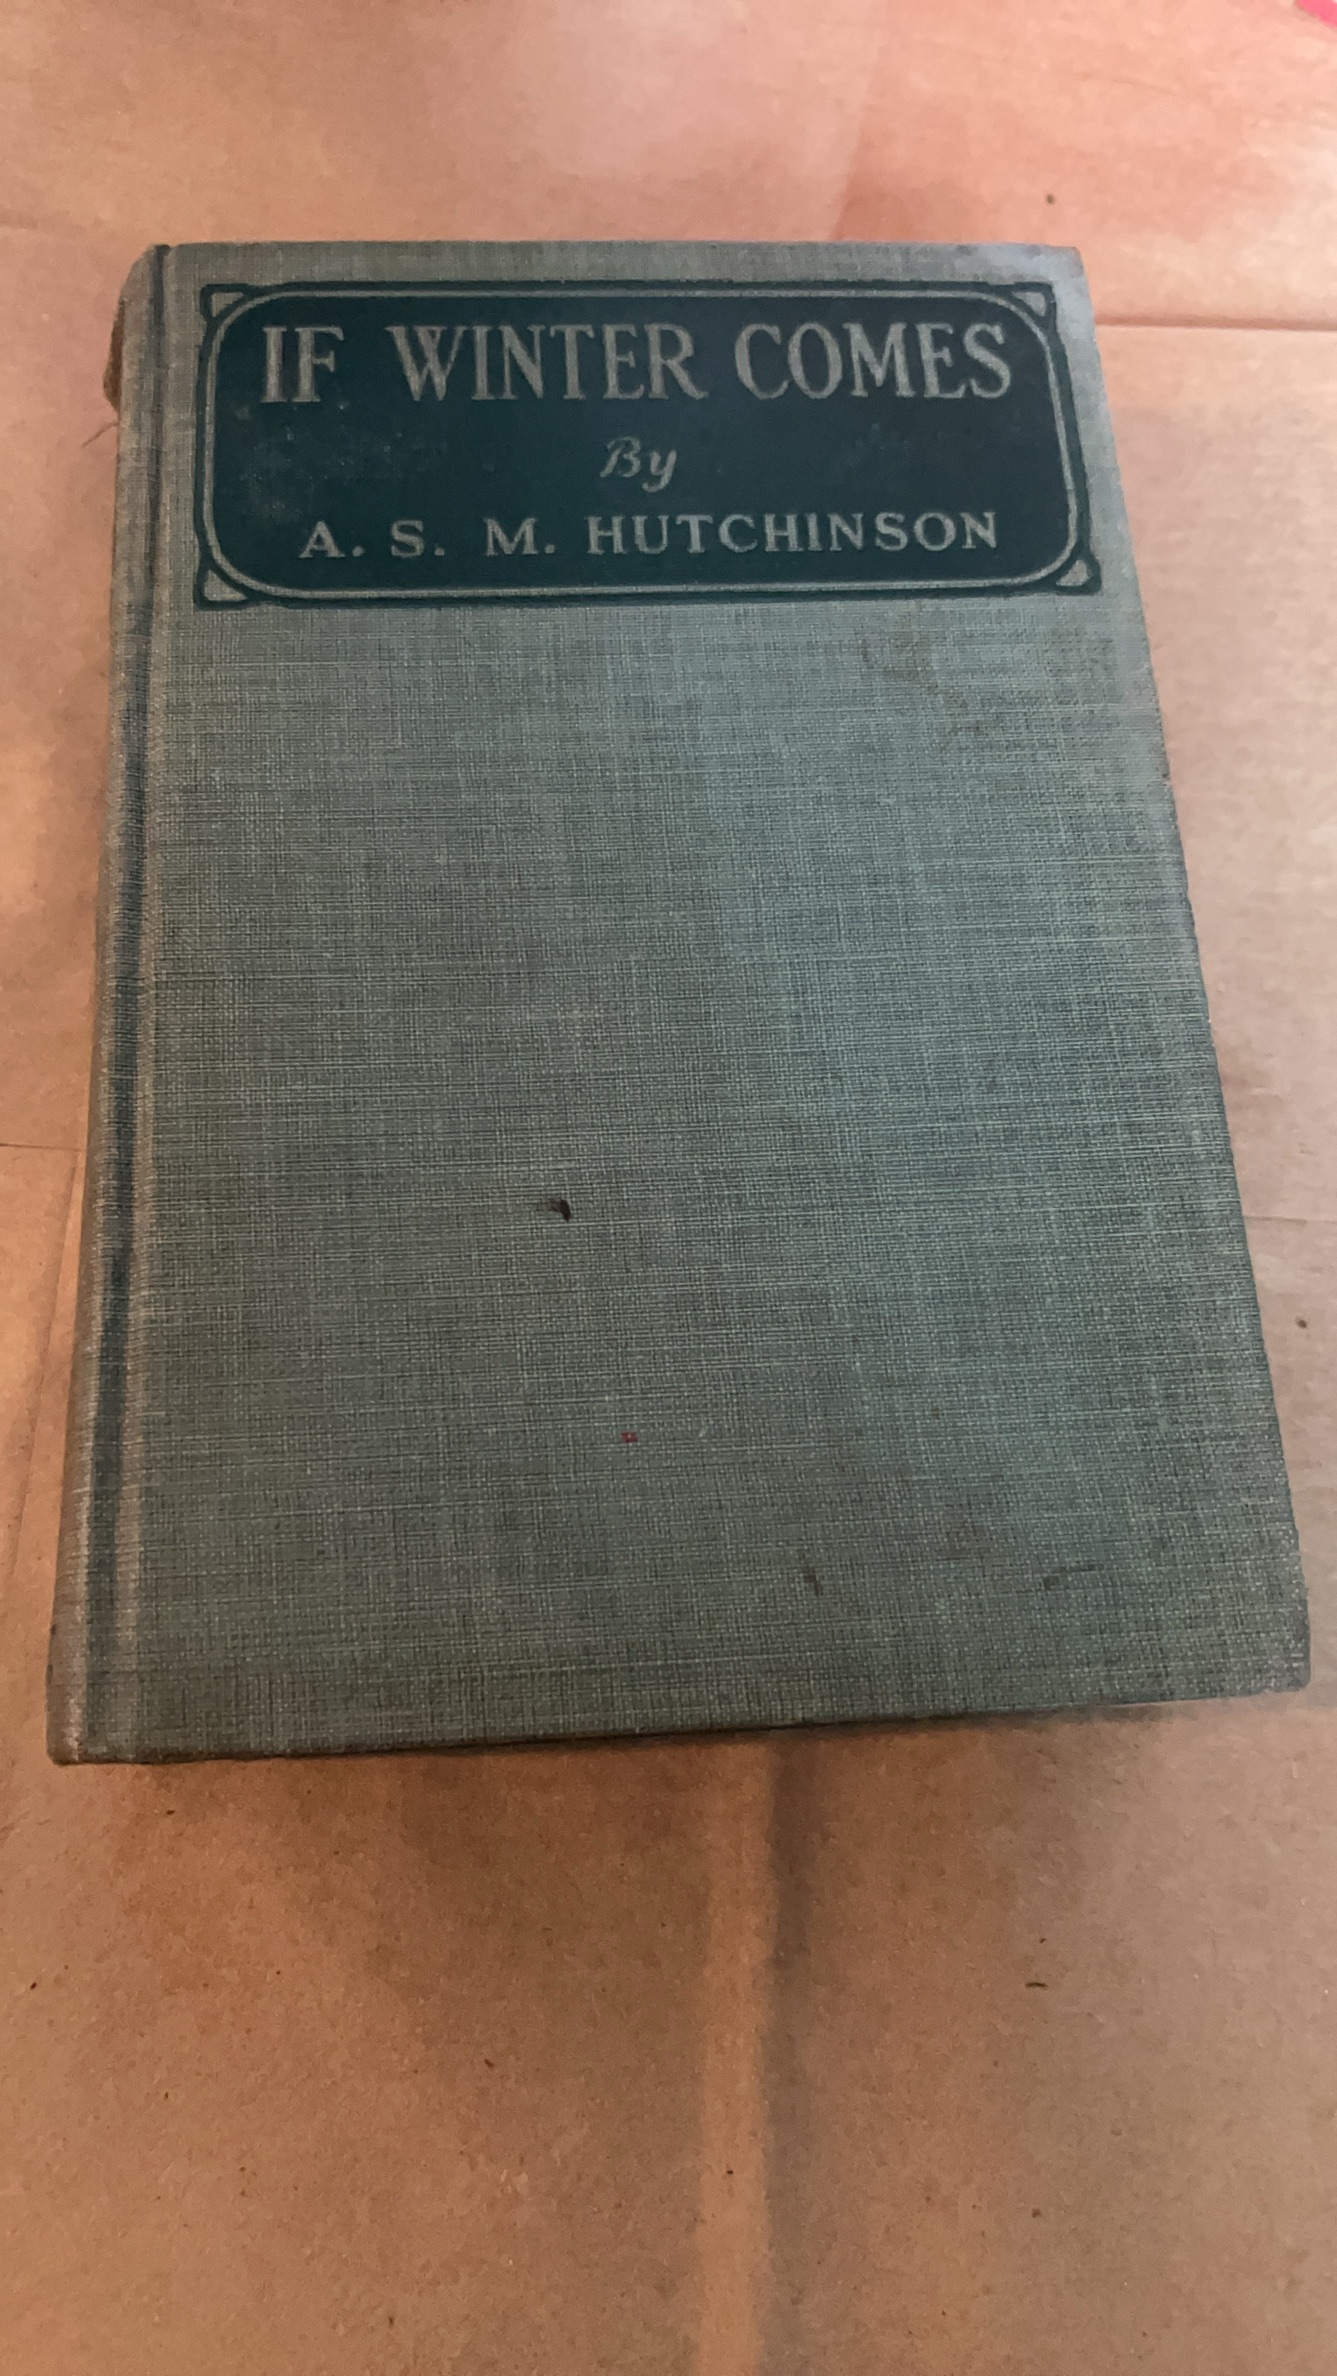 IF WINTER COMES
By
A. S. M. HUTCHINSON